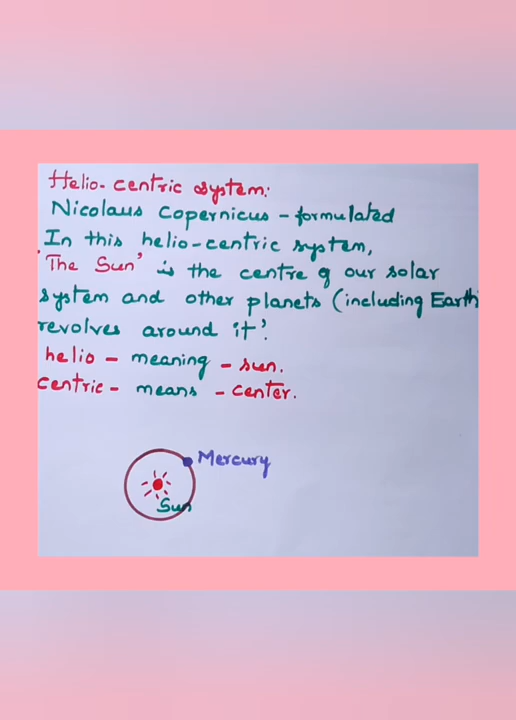 Helio-centric system:
Nicolaus Copernicus - formulated
In this helio-centric system,
'The Sun' is the centre of our solar
system and other planets (including Earth
revolves around it'.
helio - meaning - sun.
centric - means - center.
Mercury
Sun